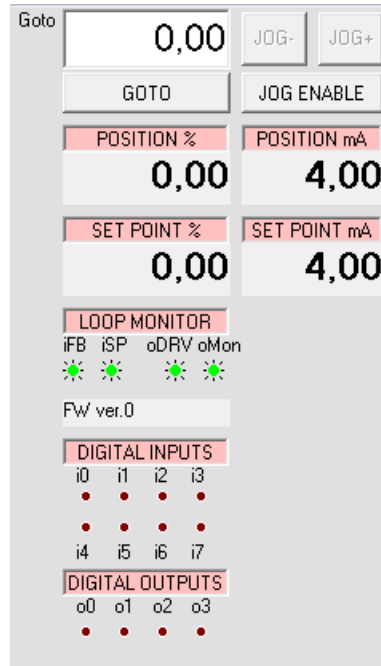 Goto 0,00 JOG- JOG+
GOTO JOG ENABLE
POSITION % POSITION mA
0,00 4,00
SET POINT % SET POINT mA
0,00 4,00
LOOP MONITOR
iFB iSP oDRV oMon
FW ver.0
DIGITAL INPUTS
i0 i1 i2 i3
i4 i5 i6 i7
DIGITAL OUTPUTS
o0 o1 o2 o3